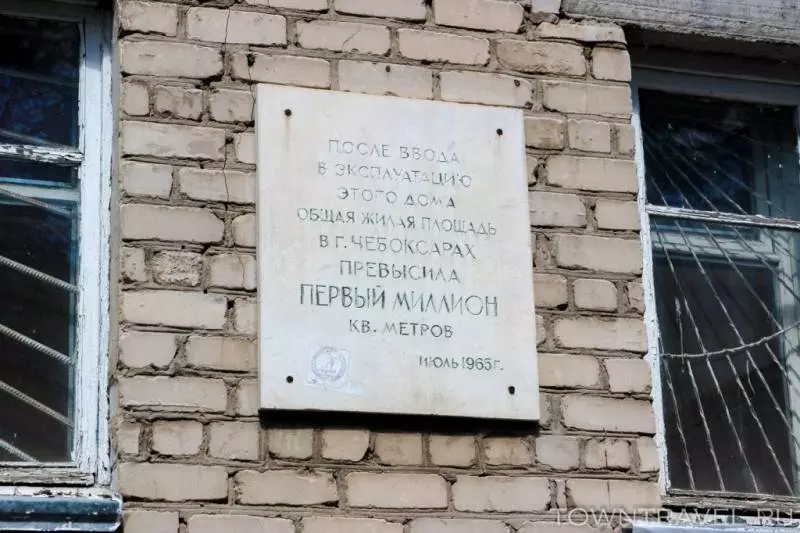 ПОСЛЕ ВВОДА
В ЭКСПЛУАТАЦИЮ
ЭТОГО ДОМА
ОБЩАЯ ЖИЛАЯ ПЛОЩАДЬ
В Г. ЧЕБОКСАРАХ
ПРЕВЫСИЛА
ПЕРВЫЙ МИЛЛИОН
КВ. МЕТРОВ
ИЮЛЬ 1965 г.
TOWNTRAVEL.RU